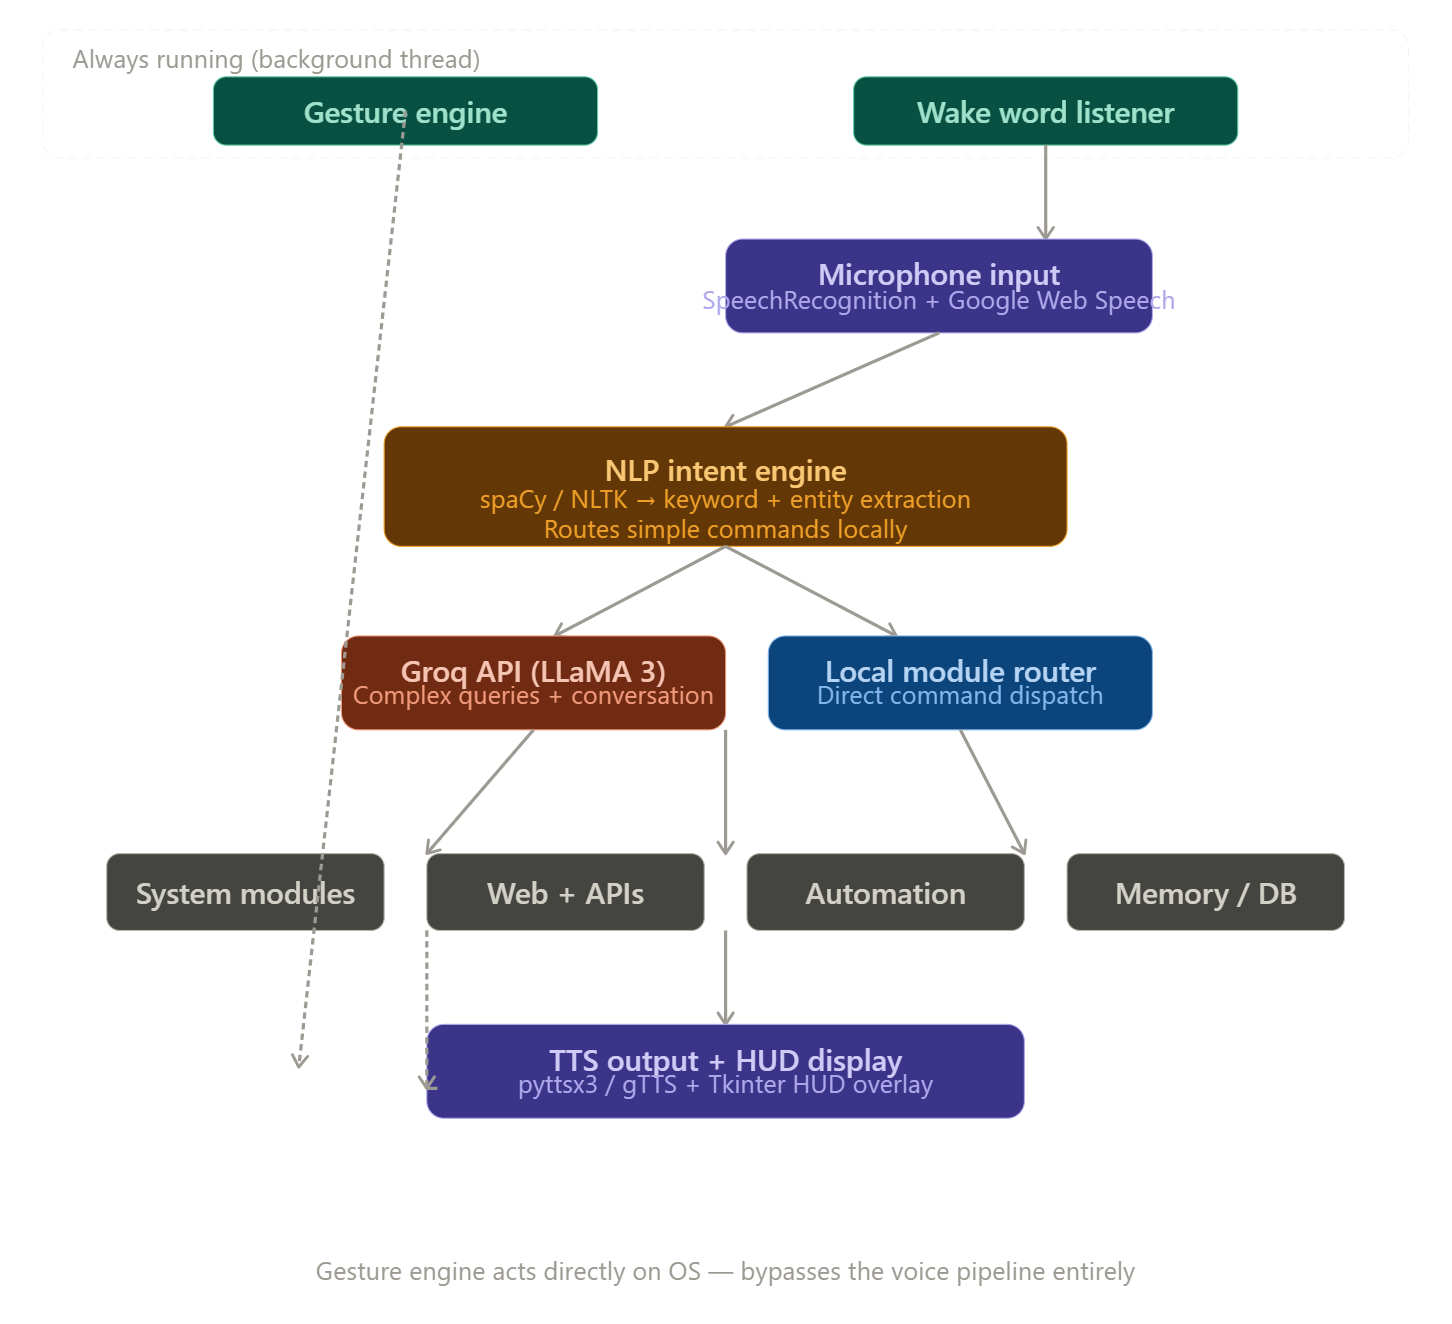 Always running (background thread)
Gesture engine
Wake word listener
Microphone input
SpeechRecognition + Google Web Speech
NLP intent engine
spaCy / NLTK → keyword + entity extraction
Routes simple commands locally
Groq API (LLaMA 3)
Complex queries + conversation
Local module router
Direct command dispatch
System modules
Web + APIs
Automation
Memory / DB
TTS output + HUD display
pyttsx3 / gTTS + Tkinter HUD overlay
Gesture engine acts directly on OS — bypasses the voice pipeline entirely